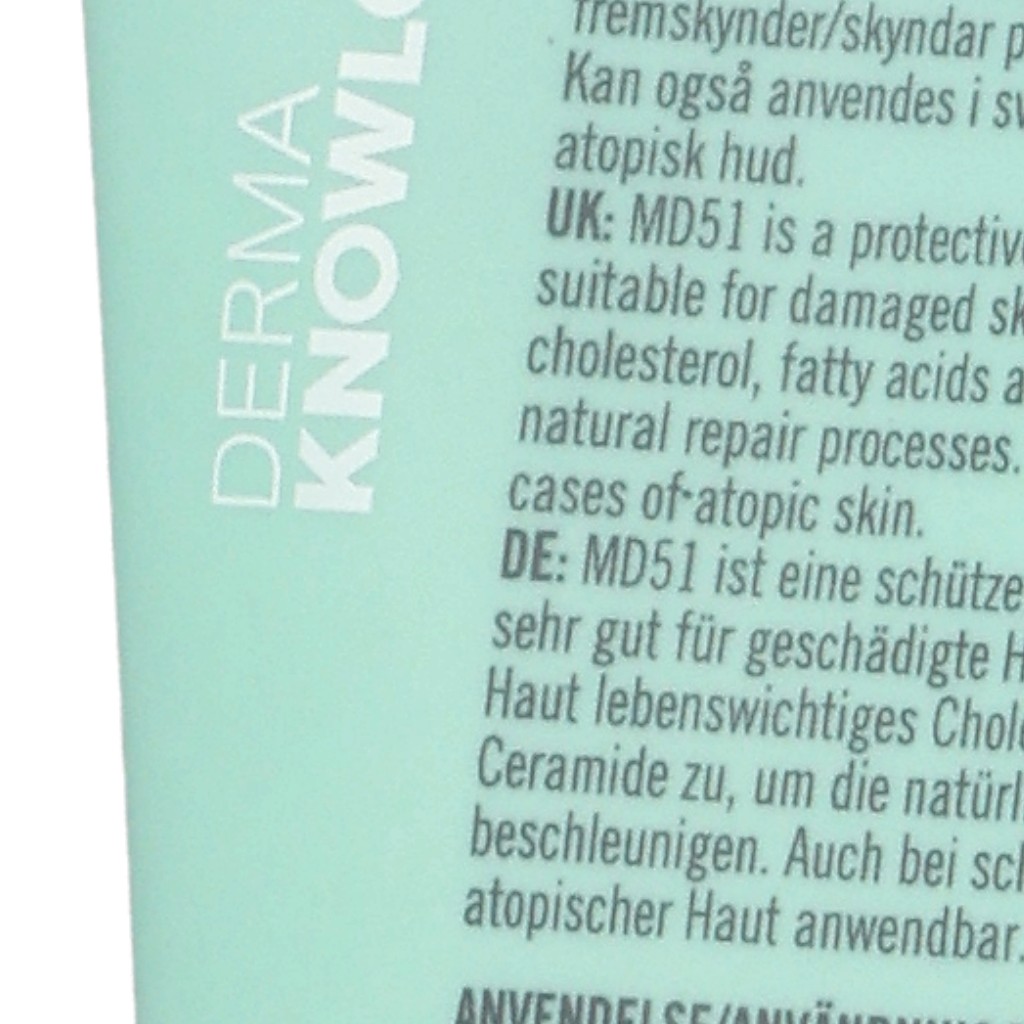 DERMA
KNOWL
fremskynder/skyndar
Kan også anvendes i
atopisk hud.
UK: MD51 is a
suitable for damaged
cholesterol, fatty acids
natural repair processes.
cases of atopic skin.
DE: MD51 ist eine
sehr gut für geschädigte
Haut lebenswichtiges
Ceramide zu, um die
beschleunigen. Auch bei
atopischer Haut anwendbar.